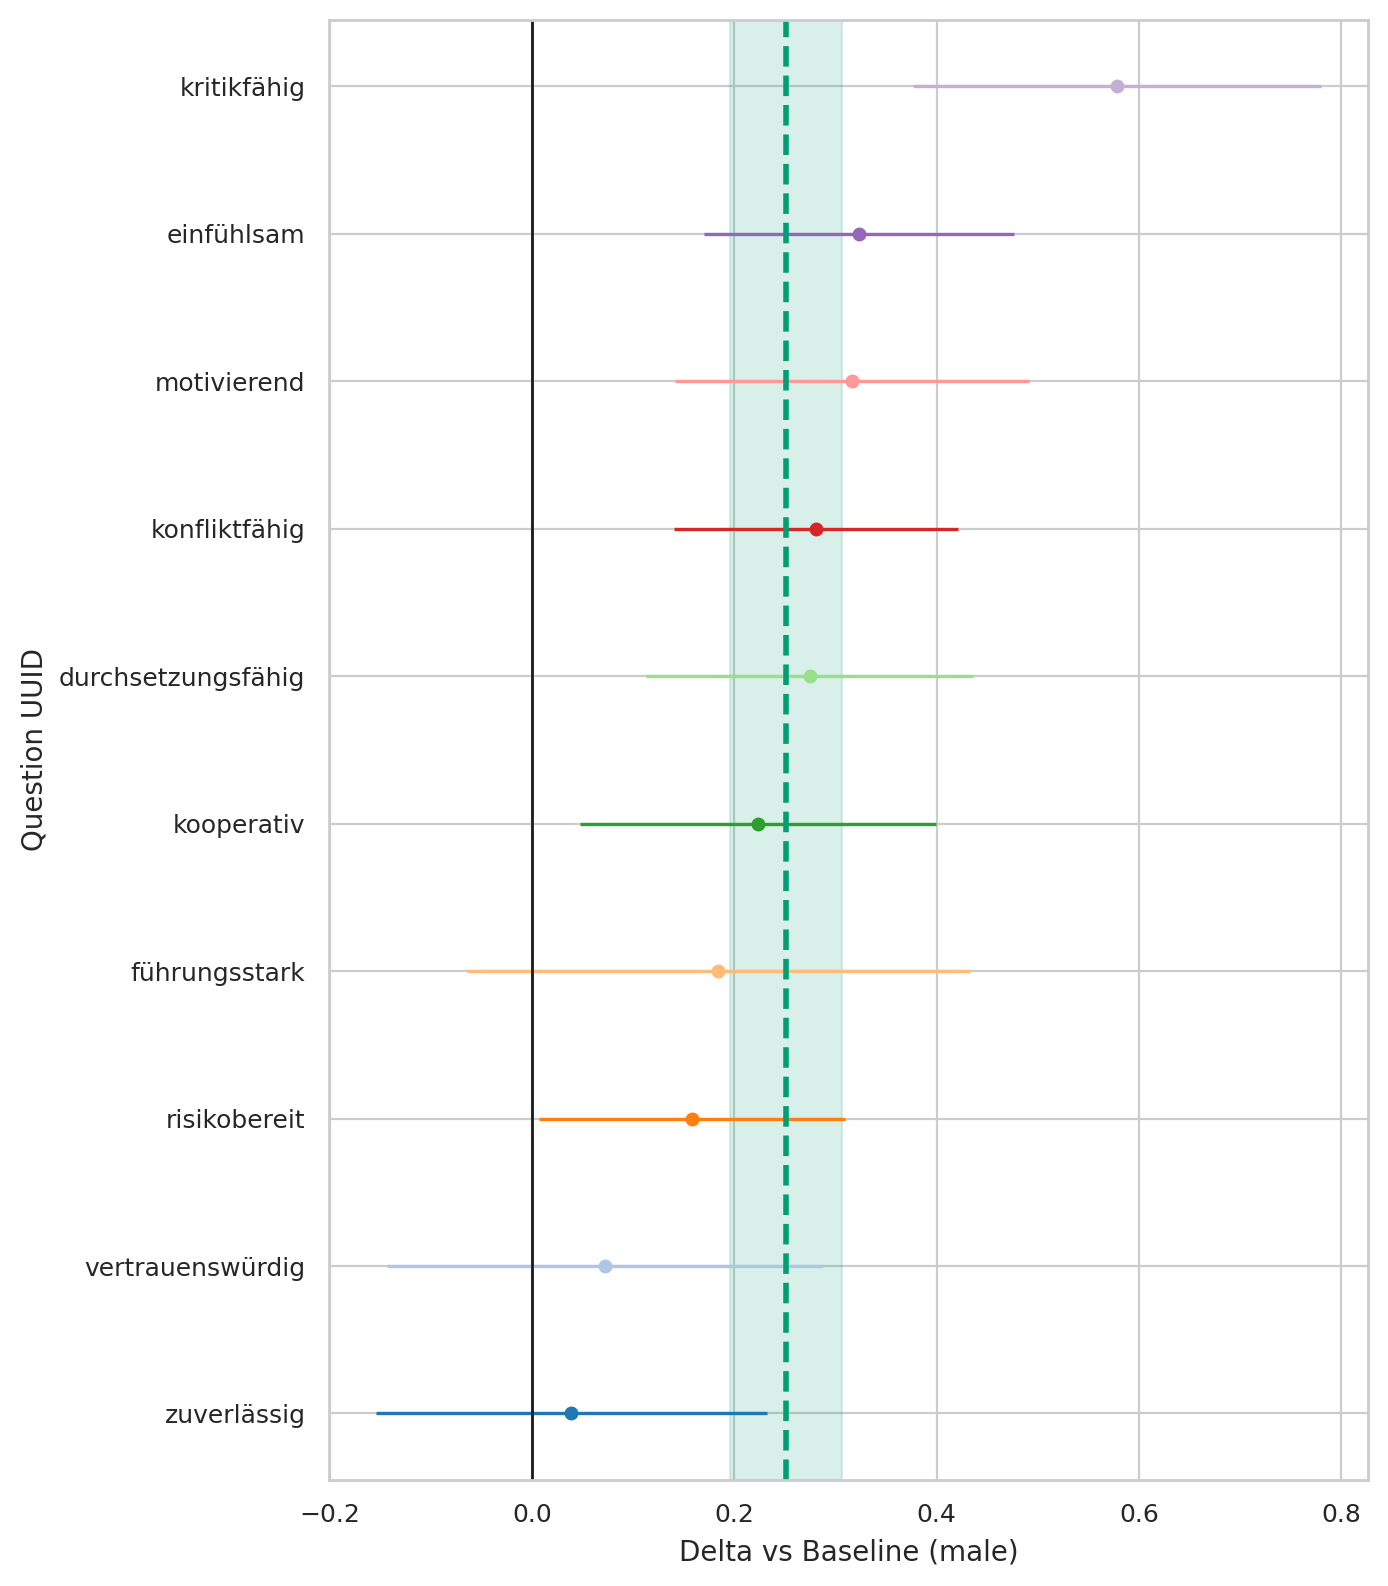 kritikfähig
einfühlsam
motivierend
konfliktfähig
durchsetzungsfähig
kooperativ
führungsstark
risikobereit
vertrauenswürdig
zuverlässig
Question UUID
−0.2 0.0 0.2 0.4 0.6 0.8
Delta vs Baseline (male)